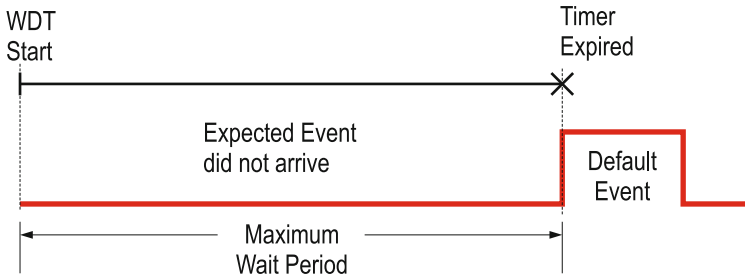 WDT
Start
Timer
Expired
Expected Event
did not arrive
Default
Event
Maximum
Wait Period